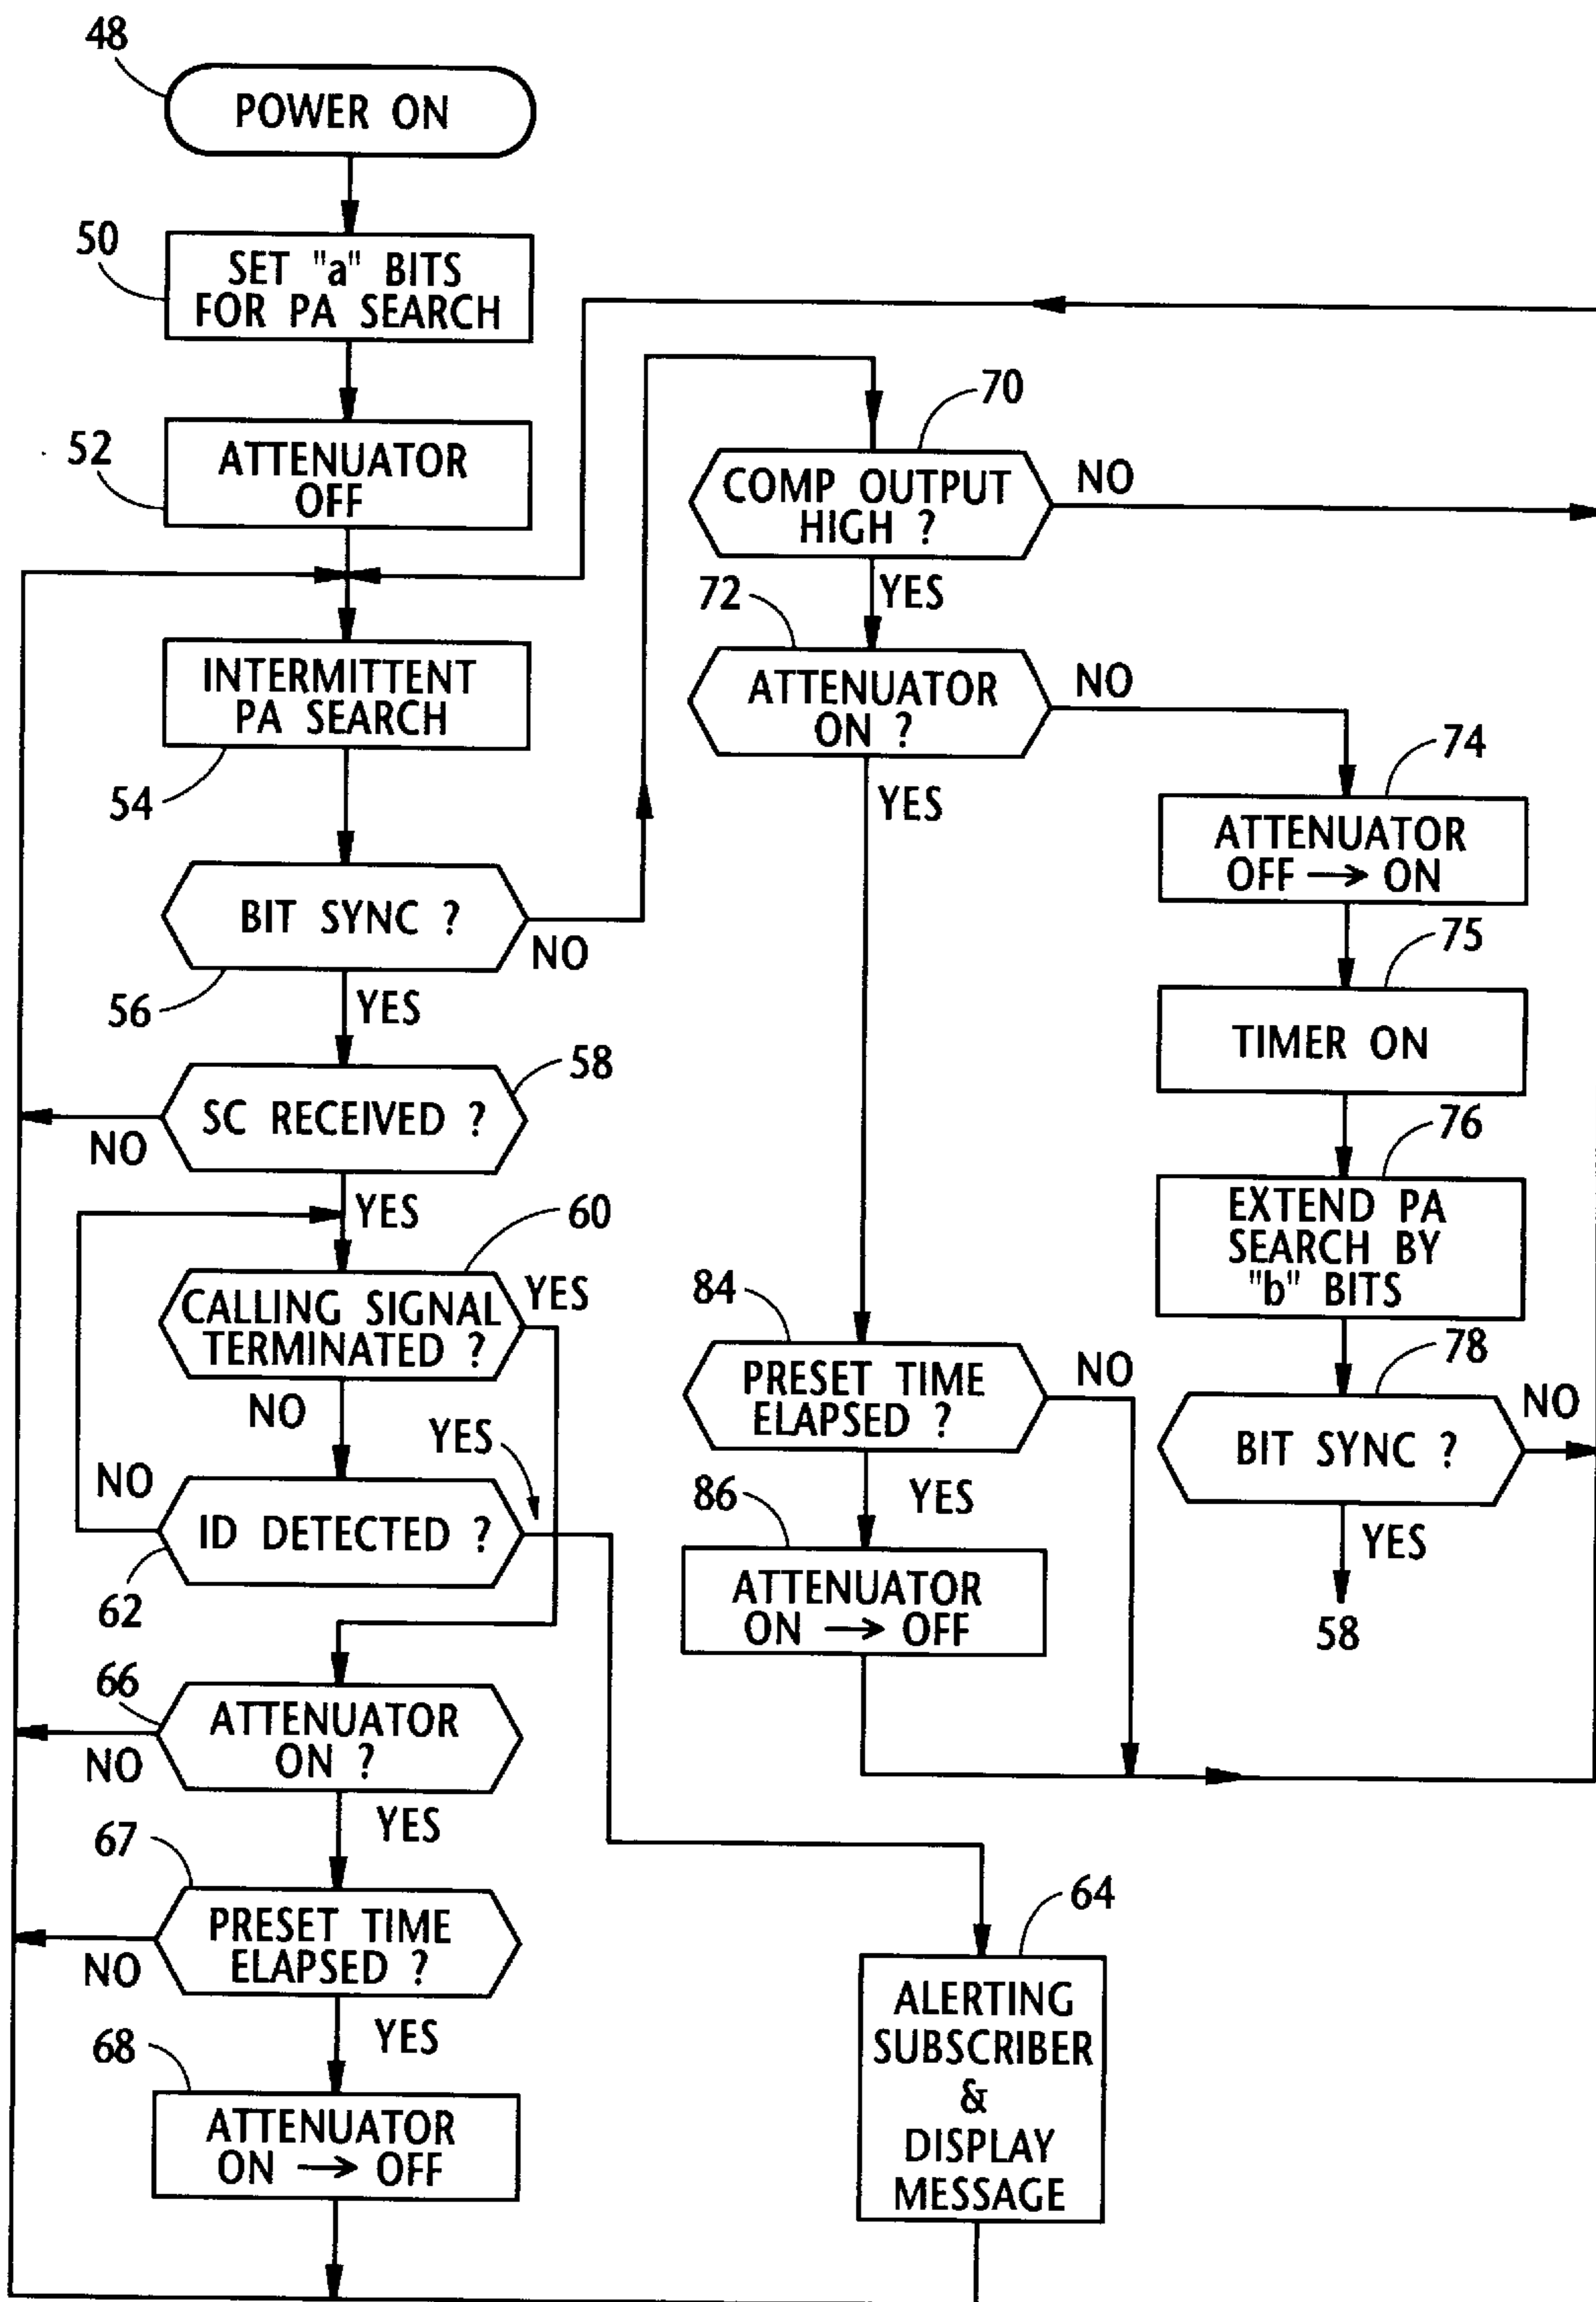 48
POWER ON
50
SET "a" BITS
FOR PA SEARCH
52
ATTENUATOR
OFF
INTERMITTENT
PA SEARCH
54
BIT SYNC ?
NO
56
YES
58
SC RECEIVED ?
NO
YES
60
CALLING SIGNAL
TERMINATED ?
YES
NO
YES
NO
ID DETECTED ?
62
66
ATTENUATOR
ON ?
NO
YES
67
PRESET TIME
ELAPSED ?
NO
YES
68
ATTENUATOR
ON → OFF
70
COMP OUTPUT
HIGH ?
NO
YES
72
ATTENUATOR
ON ?
NO
YES
74
ATTENUATOR
OFF → ON
75
TIMER ON
76
EXTEND PA
SEARCH BY
"b" BITS
78
BIT SYNC ?
NO
YES
58
84
PRESET TIME
ELAPSED ?
NO
YES
86
ATTENUATOR
ON → OFF
64
ALERTING
SUBSCRIBER
&
DISPLAY
MESSAGE